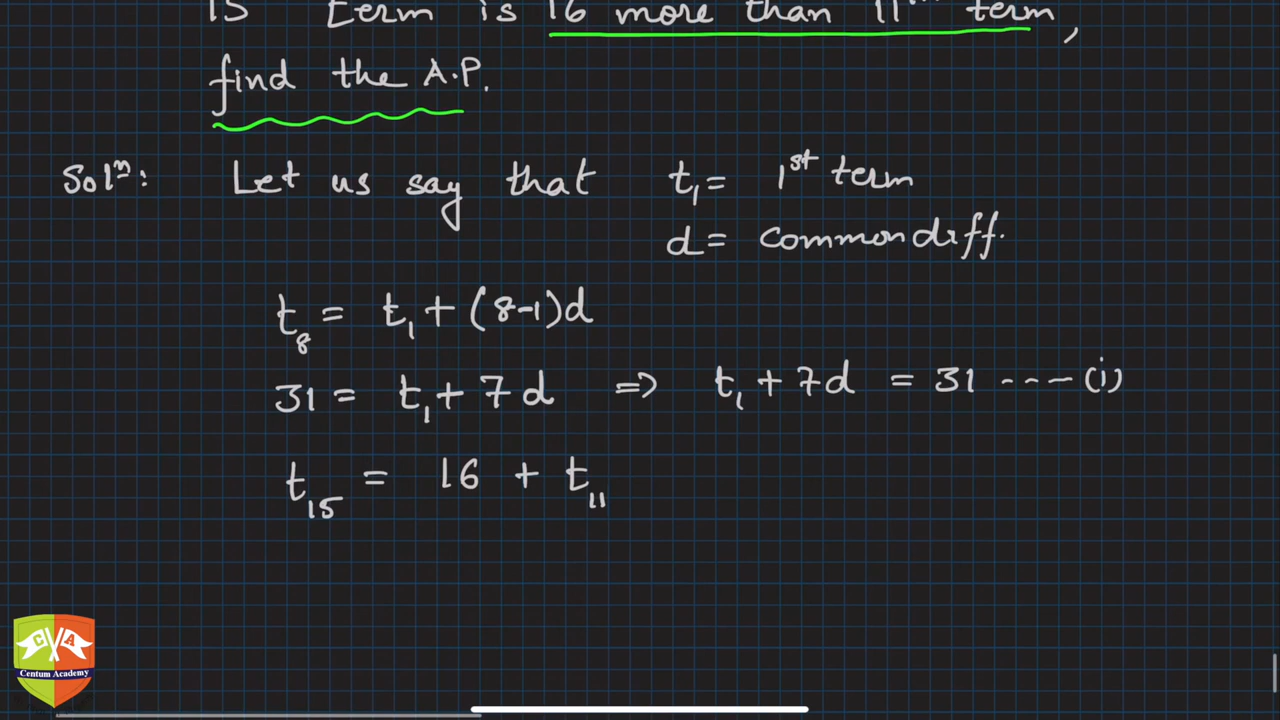 15 term is 16 more than 11th term,
find the A.P.
Solⁿ: Let us say that t₁ = 1st term
d = common diff.
t₈ = t₁ + (8-1)d
31 = t₁ + 7d => t₁ + 7d = 31 ---- (i)
t₁₅ = 16 + t₁₁
C A
Centum Academy